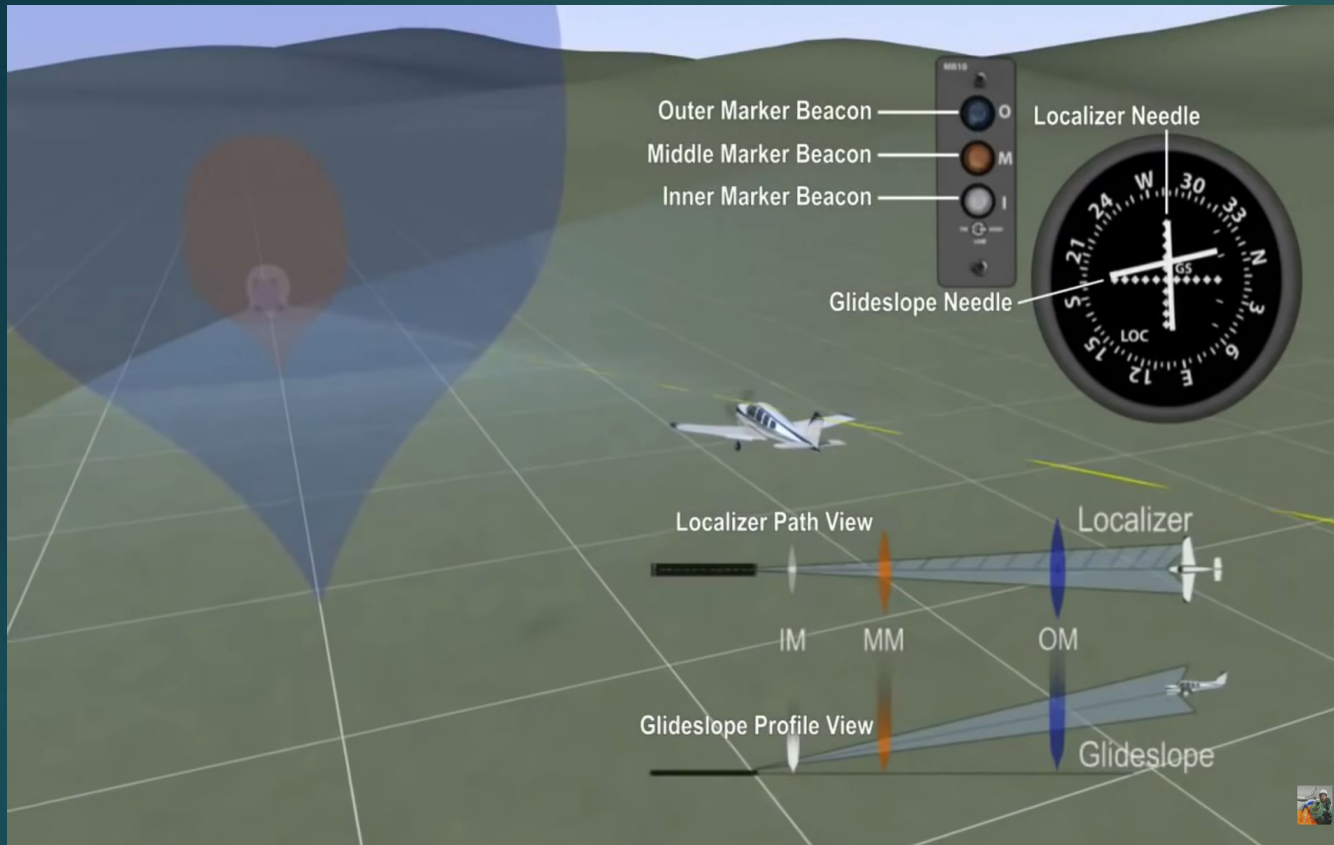 MB10
Outer Marker Beacon
O
Localizer Needle
Middle Marker Beacon
M
Inner Marker Beacon
I
W
30
33
N
3
6
E
12
15
S
21
24
GS
LOC
Glideslope Needle
Localizer Path View
Localizer
IM
MM
OM
Glideslope Profile View
Glideslope